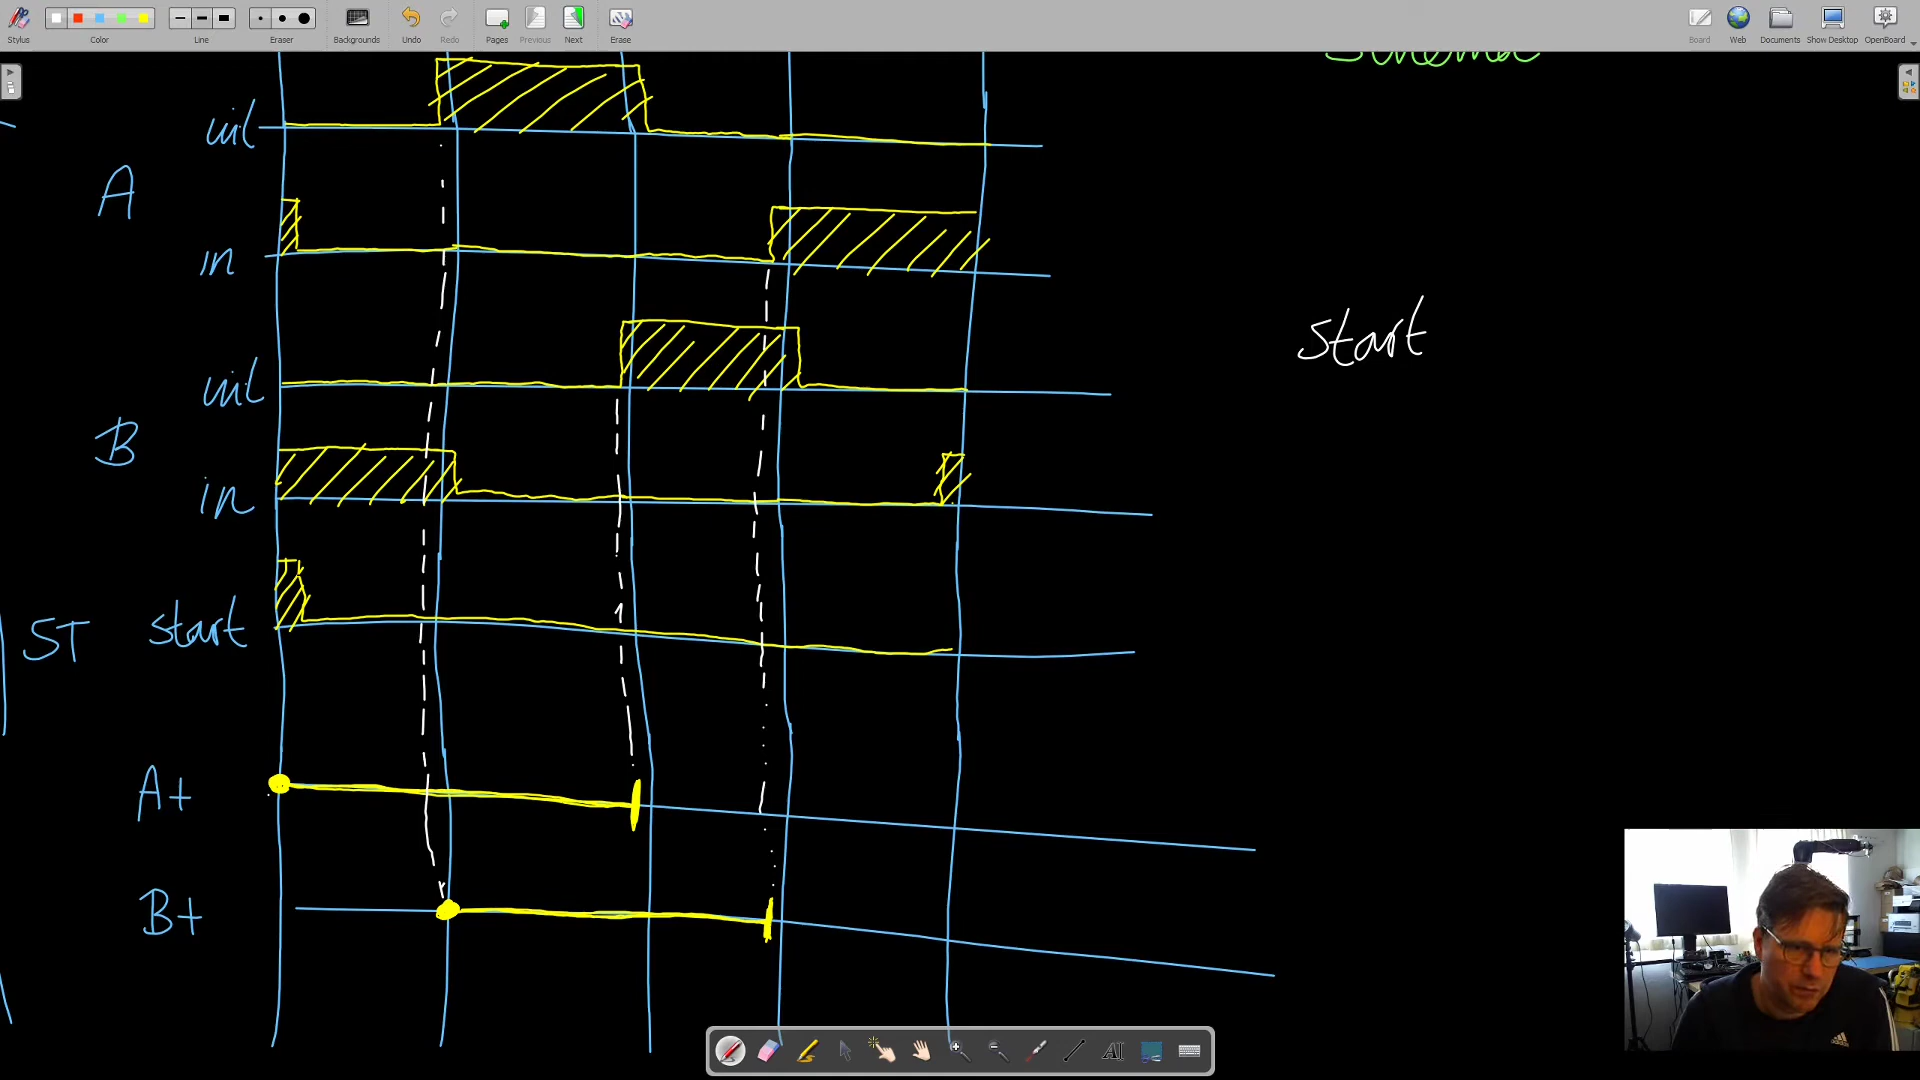 Stylus
Color
Line
Eraser
Backgrounds
Undo
Redo
Pages
Previous
Next
Erase
Board
Web
Documents
Show Desktop
OpenBoard
uit
A
in
Start
uit
B
in
ST start
A+
B+
AI